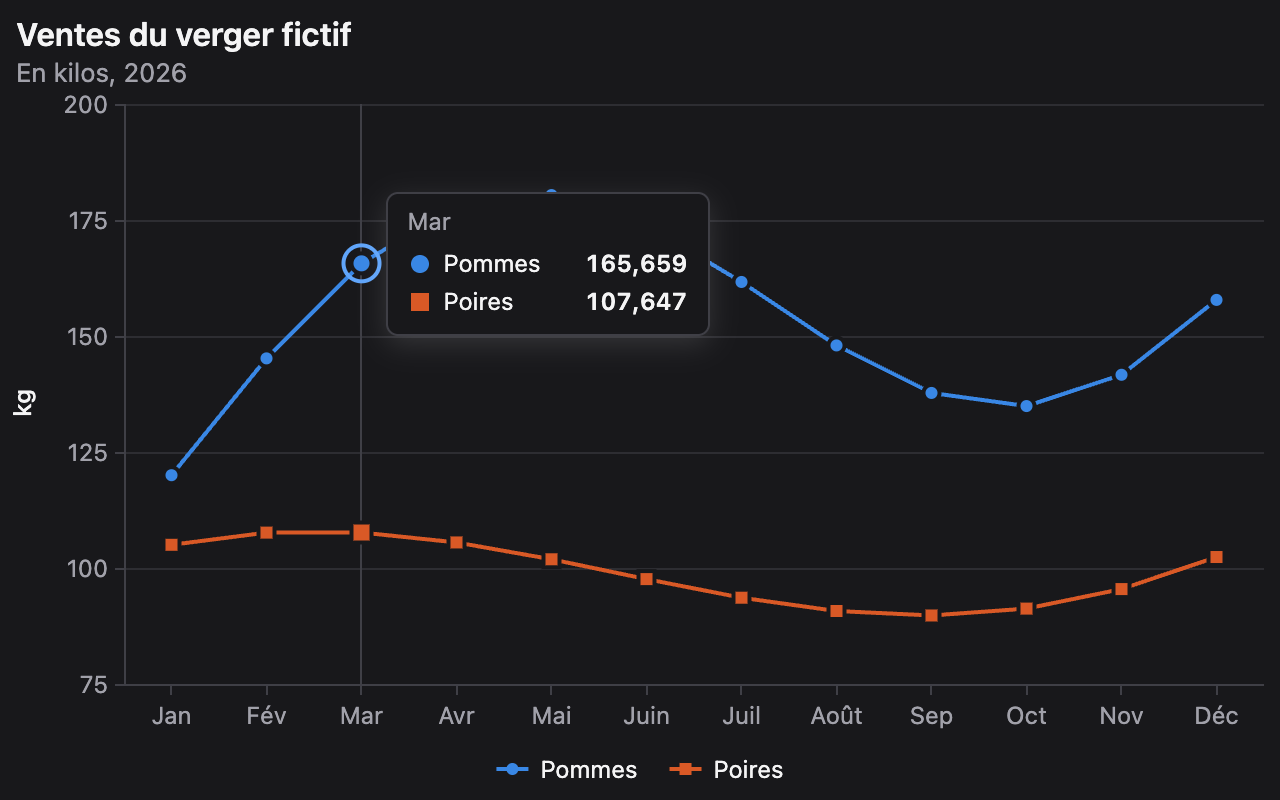 Ventes du verger fictif
En kilos, 2026
200
175
150
125
100
75
kg
Mar
Pommes 165,659
Poires 107,647
Jan Fév Mar Avr Mai Juin Juil Août Sep Oct Nov Déc
Pommes Poires